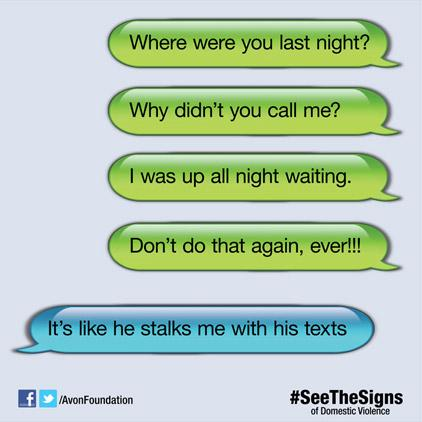 Where were you last night?
Why didn't you call me?
I was up all night waiting.
Don't do that again, ever!!!
It's like he stalks me with his texts
/AvonFoundation
#SeeTheSigns
of Domestic Violence